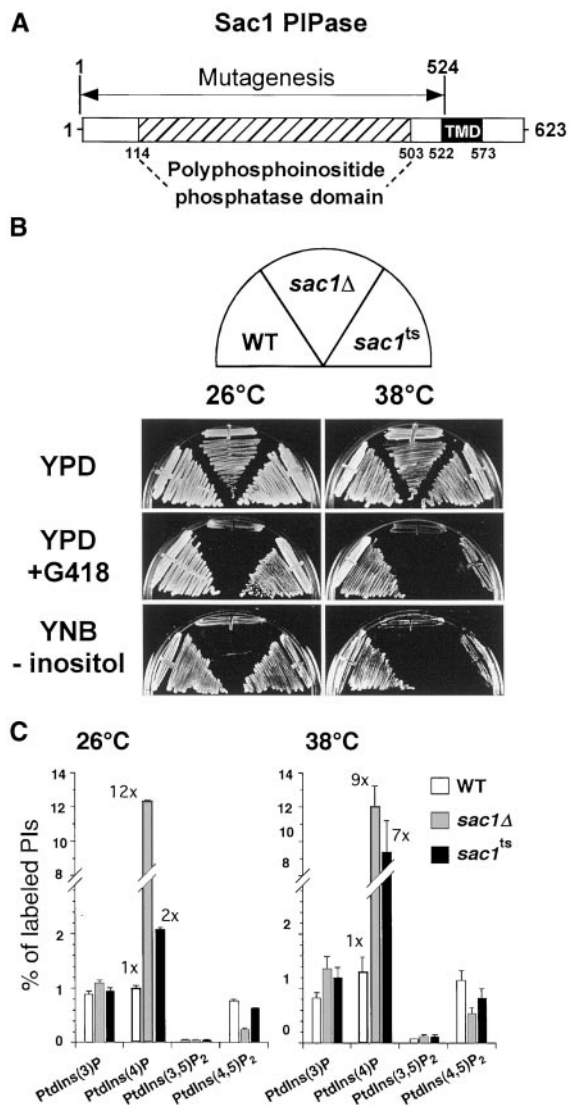 A
Sac1 PIPase
1
524
Mutagenesis
1
TMD
623
114
503 522 573
Polyphosphoinositide
phosphatase domain
B
sac1Δ
WT
sac1ts
26°C
38°C
YPD
YPD
+G418
YNB
- inositol
C
26°C
38°C
% of labeled PIs
14
12
10
8
2
1
0
12x
2x
1x
PtdIns(3)P
PtdIns(4)P
PtdIns(3,5)P2
PtdIns(4,5)P2
14
12
10
8
2
1
0
9x
7x
1x
PtdIns(3)P
PtdIns(4)P
PtdIns(3,5)P2
PtdIns(4,5)P2
WT
sac1Δ
sac1ts